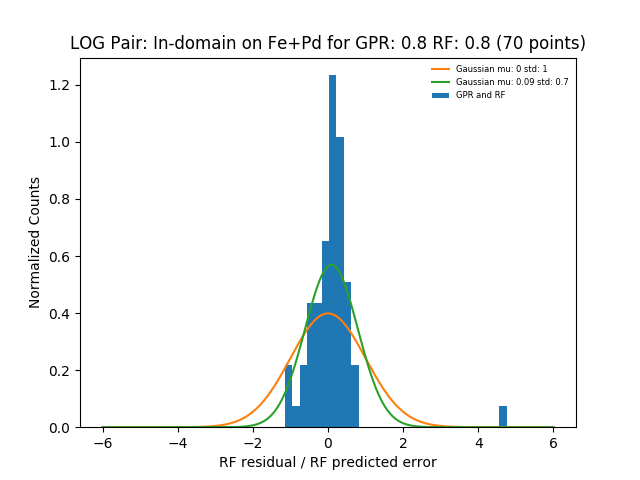 LOG Pair: In-domain on Fe+Pd for GPR: 0.8 RF: 0.8 (70 points)
Gaussian mu: 0 std: 1
Gaussian mu: 0.09 std: 0.7
GPR and RF
Normalized Counts
1.2
1.0
0.8
0.6
0.4
0.2
0.0
−6 −4 −2 0 2 4 6
RF residual / RF predicted error